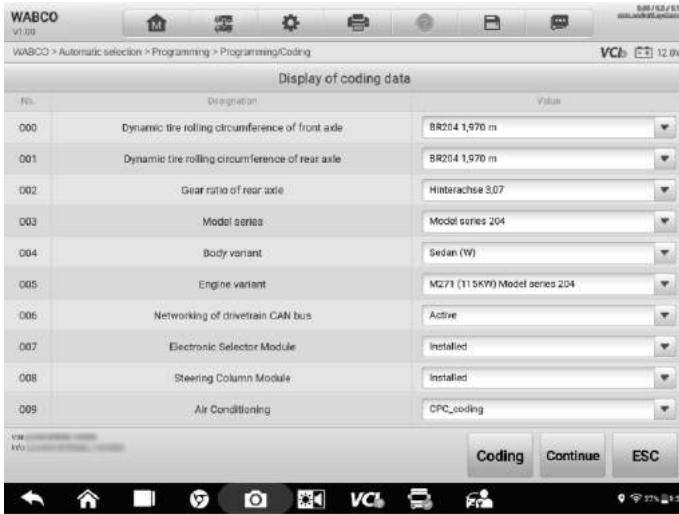 WABCO
V1.00
WABCO > Automatic selection > Programming > Programming/Coding
VCI 12.0V
Display of coding data
No. Designation Value
000 Dynamic tire rolling circumference of front axle BR204 1,970 m
001 Dynamic tire rolling circumference of rear axle BR204 1,970 m
002 Gear ratio of rear axle Hinterachse 3,07
003 Model series Model series 204
004 Body variant Sedan (W)
005 Engine variant M271 (115KW) Model series 204
006 Networking of drivetrain CAN bus Active
007 Electronic Selector Module Installed
008 Steering Column Module Installed
009 Air Conditioning CPC_coding
Coding Continue ESC
VCI